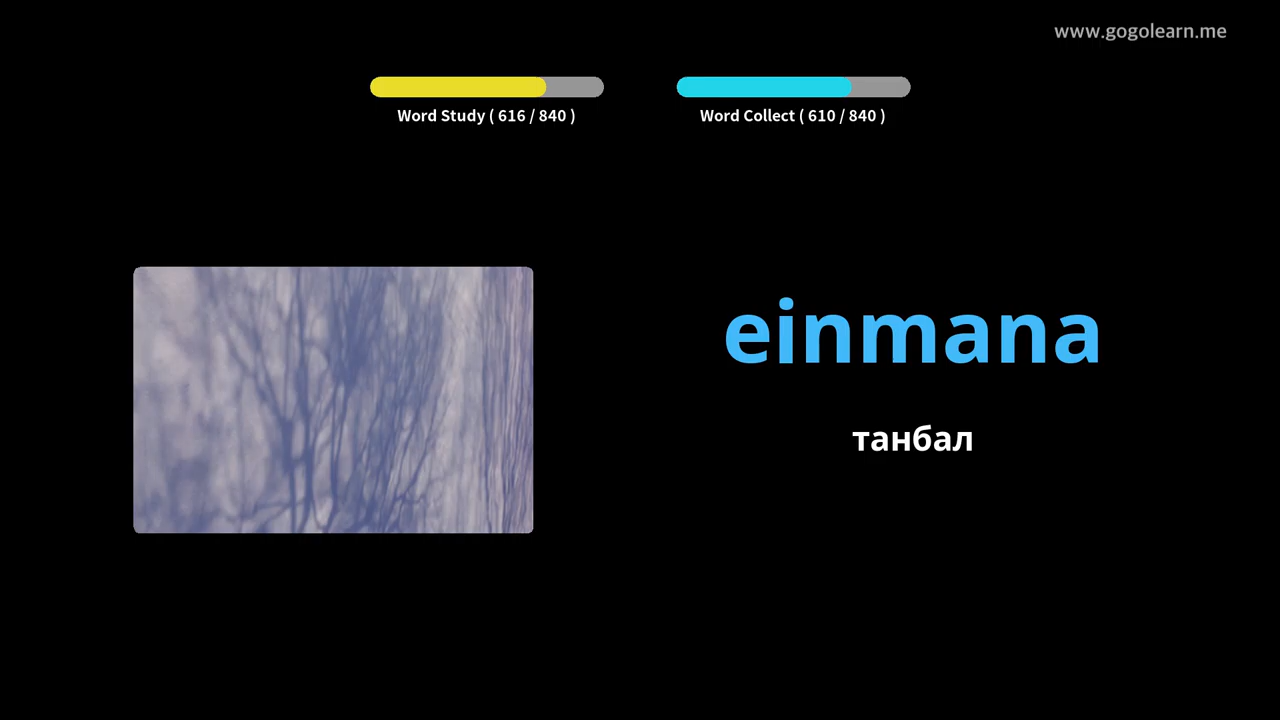 www.gogolearn.me
Word Study ( 616 / 840 )
Word Collect ( 610 / 840 )
einmana
танбал